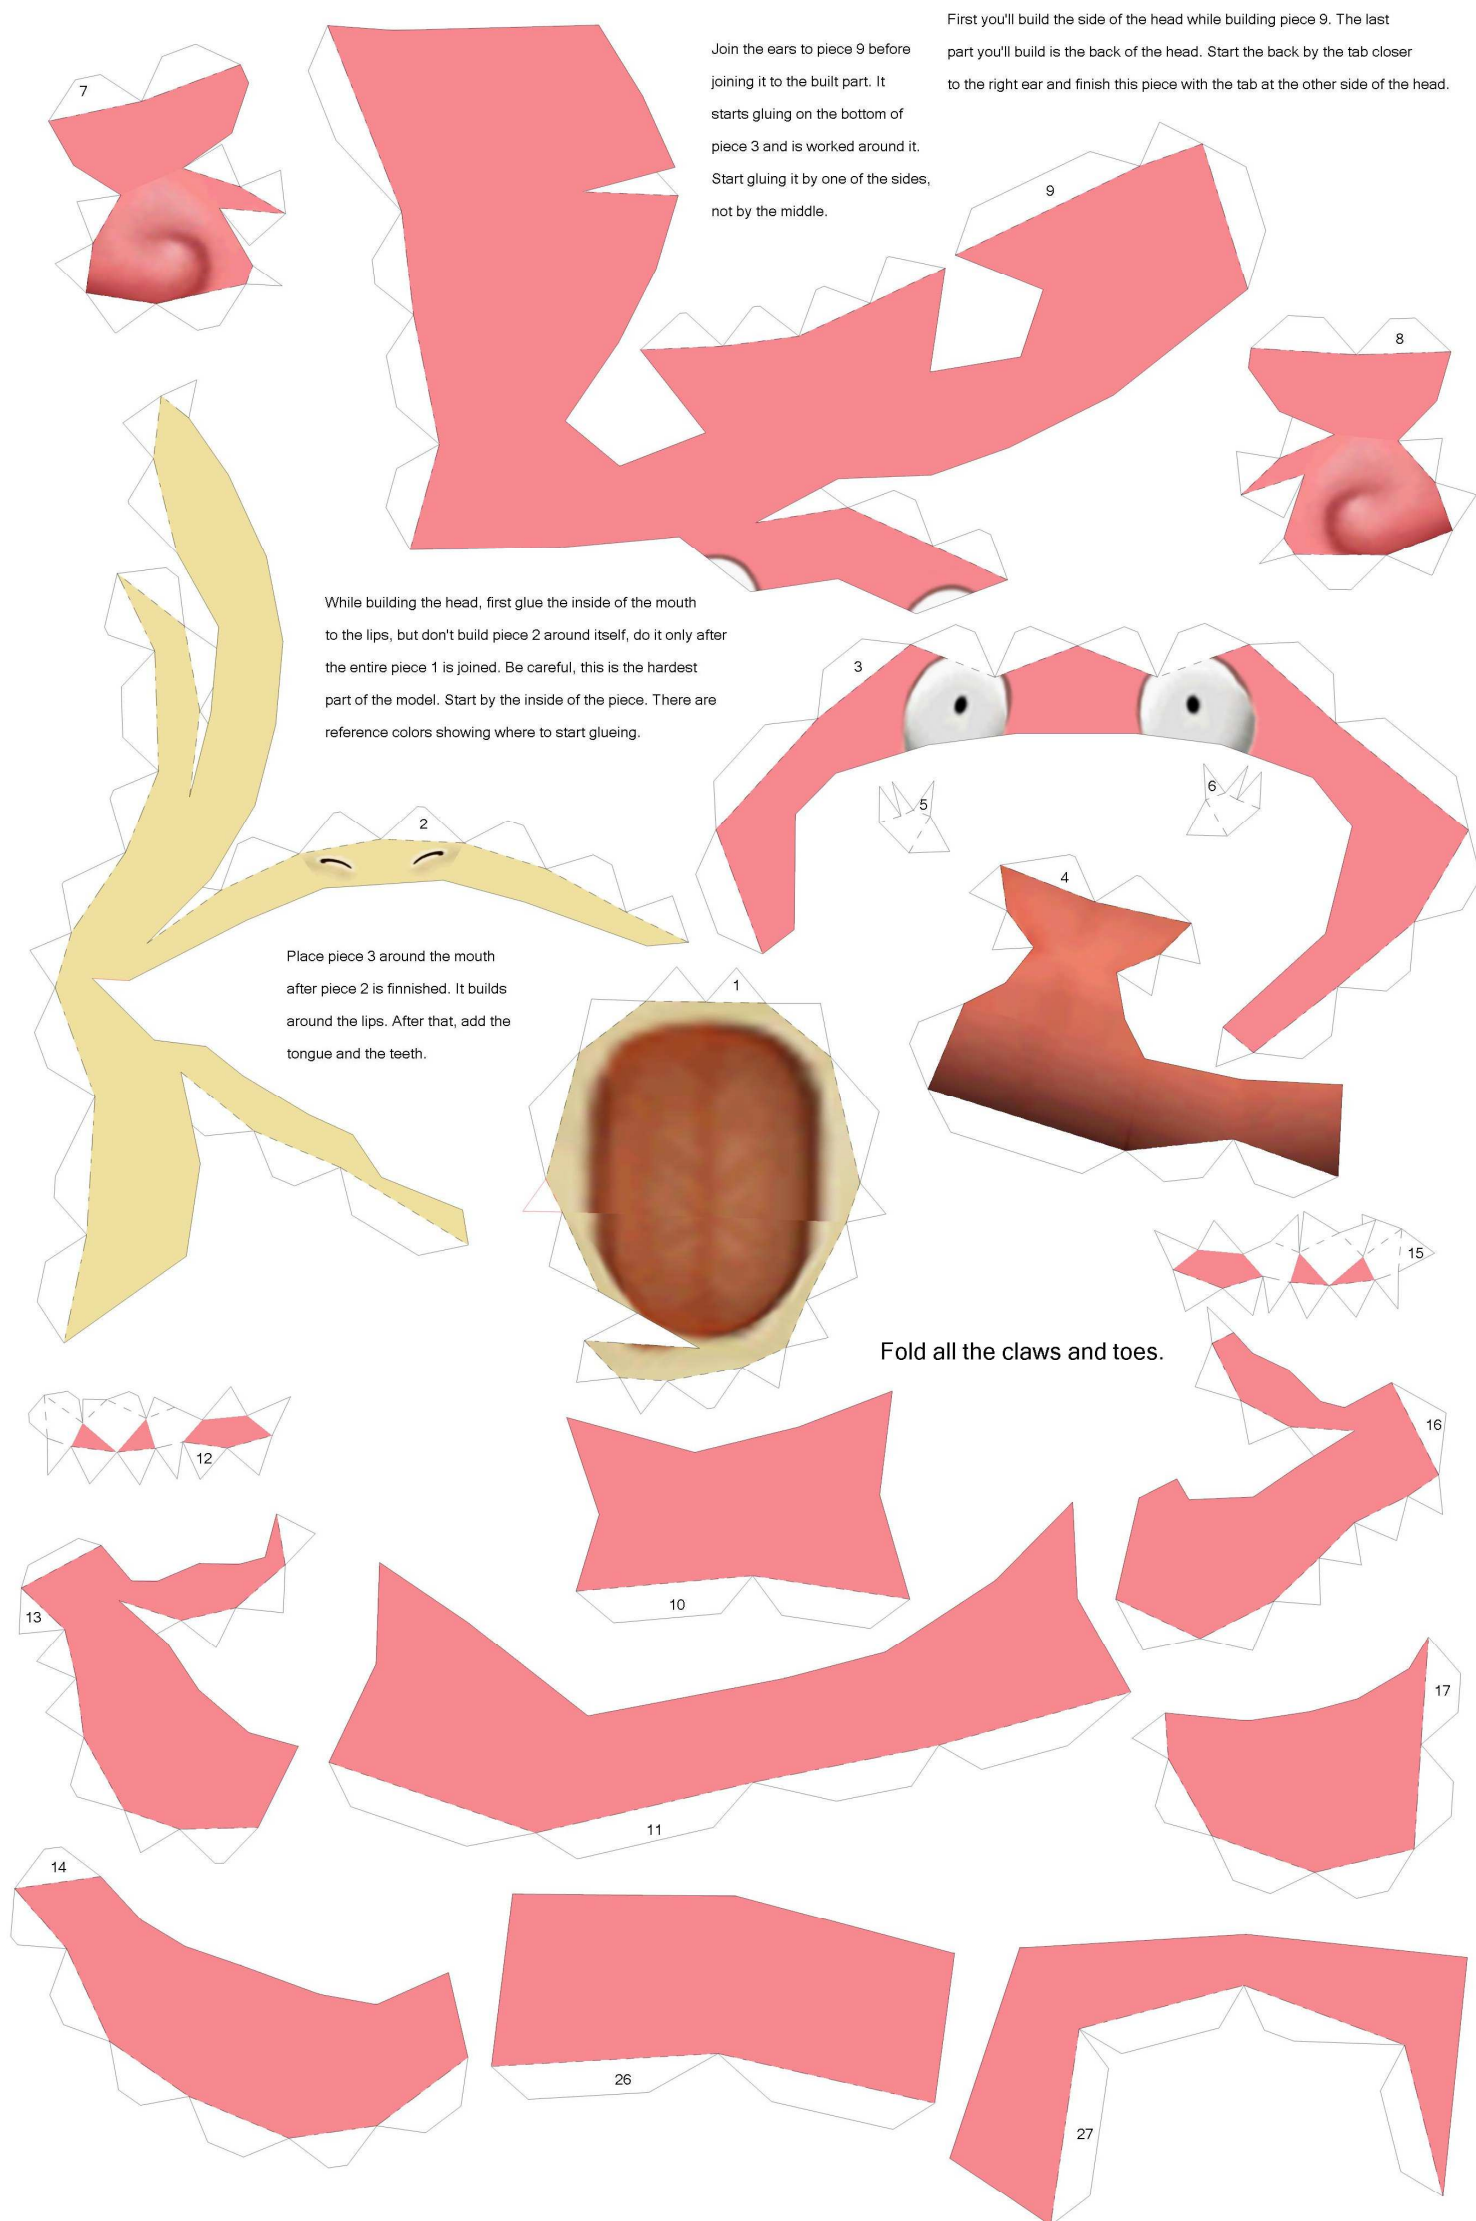 First you'll build the side of the head while building piece 9. The last
part you'll build is the back of the head. Start the back by the tab closer
to the right ear and finish this piece with the tab at the other side of the head.
Join the ears to piece 9 before
joining it to the built part. It
starts gluing on the bottom of
piece 3 and is worked around it.
Start gluing it by one of the sides,
not by the middle.
7
9
8
While building the head, first glue the inside of the mouth
to the lips, but don't build piece 2 around itself, do it only after
the entire piece 1 is joined. Be careful, this is the hardest
part of the model. Start by the inside of the piece. There are
reference colors showing where to start glueing.
3
6
5
2
4
Place piece 3 around the mouth
after piece 2 is finnished. It builds
around the lips. After that, add the
tongue and the teeth.
1
15
Fold all the claws and toes.
16
12
10
13
17
11
14
26
27